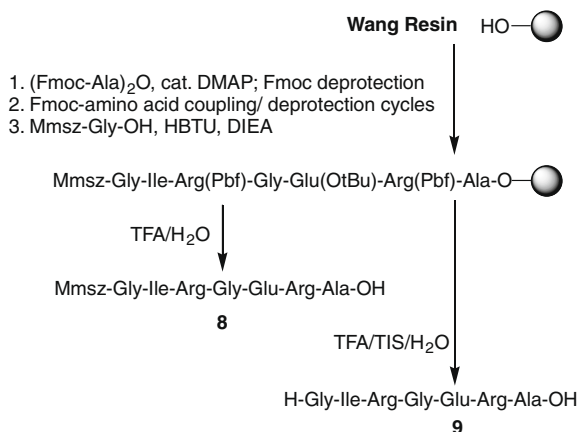 Wang Resin HO
1. (Fmoc-Ala)₂O, cat. DMAP; Fmoc deprotection
2. Fmoc-amino acid coupling/ deprotection cycles
3. Mmsz-Gly-OH, HBTU, DIEA
Mmsz-Gly-Ile-Arg(Pbf)-Gly-Glu(OtBu)-Arg(Pbf)-Ala-O
TFA/H₂O
Mmsz-Gly-Ile-Arg-Gly-Glu-Arg-Ala-OH
8
TFA/TIS/H₂O
H-Gly-Ile-Arg-Gly-Glu-Arg-Ala-OH
9